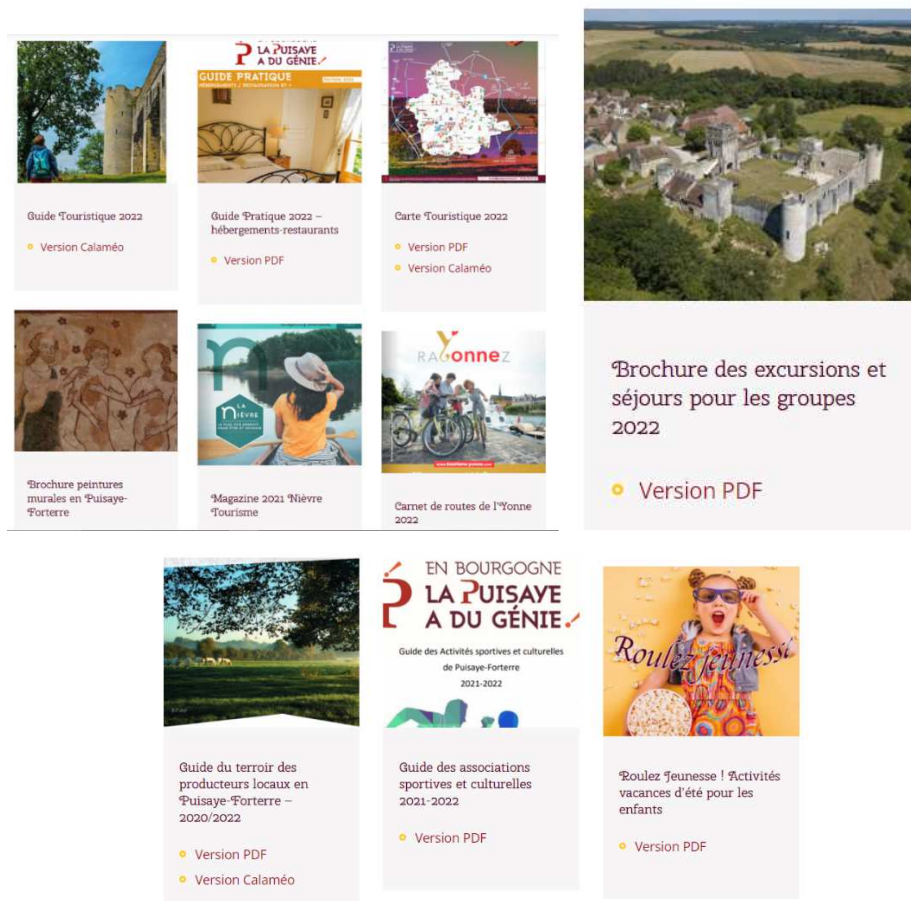 LA PUISAYE
A DU GÉNIE
GUIDE PRATIQUE
Guide Touristique 2022
Version Calaméo
Guide Pratique 2022 –
hébergements-restaurants
Version PDF
Carte Touristique 2022
Version PDF
Version Calaméo
Brochure peintures
murales en Puisaye-
Forterre
n
LA
NIÈVRE
Magazine 2021 Nièvre
Tourisme
RAYonneZ
Carnet de routes de l'Yonne
2022
Brochure des excursions et
séjours pour les groupes
2022
Version PDF
Guide du terroir des
producteurs locaux en
Puisaye-Forterre –
2020/2022
Version PDF
Version Calaméo
EN BOURGOGNE
LA PUISAYE
A DU GÉNIE
Guide des Activités sportives et culturelles
de Puisaye-Forterre
2021-2022
Guide des associations
sportives et culturelles
2021-2022
Version PDF
Roulez jeunesse
Roulez Jeunesse ! Activités
vacances d'été pour les
enfants
Version PDF